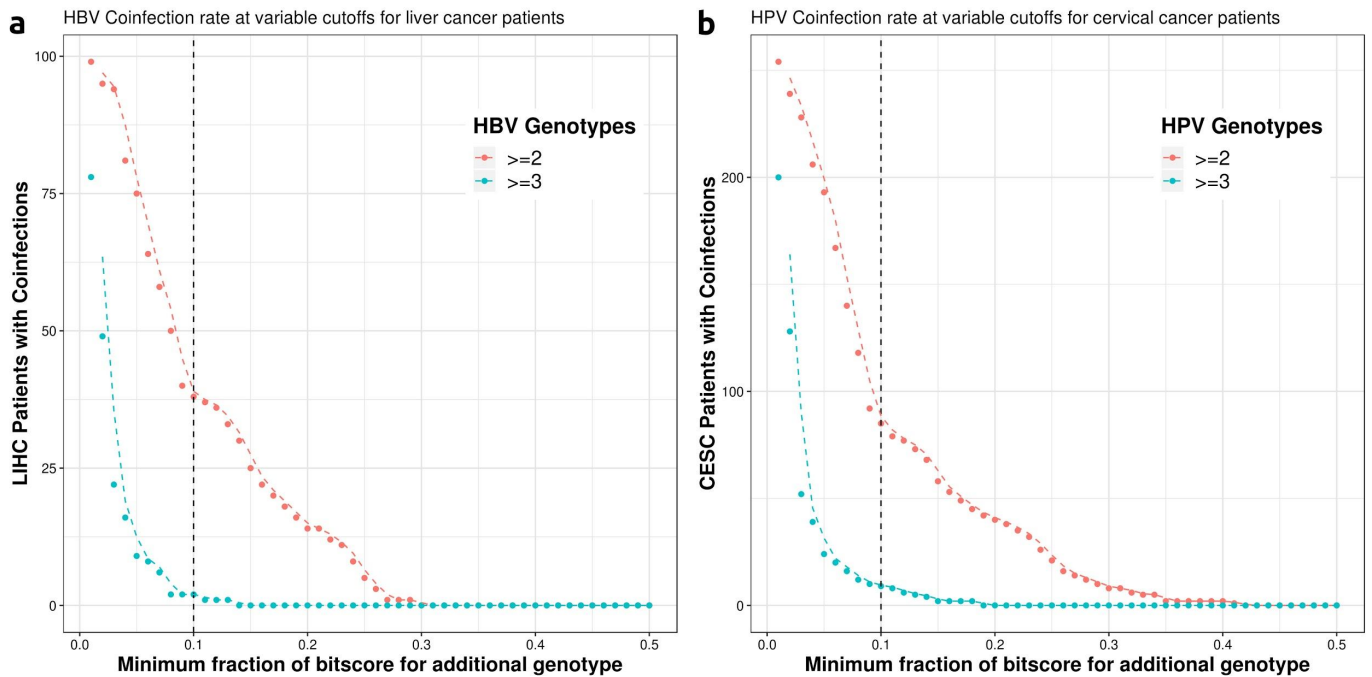 a
HBV Coinfection rate at variable cutoffs for liver cancer patients
LIHC Patients with Coinfections
100
75
50
25
0
HBV Genotypes
>=2
>=3
0.0
0.1
0.2
0.3
0.4
0.5
Minimum fraction of bitscore for additional genotype
b
HPV Coinfection rate at variable cutoffs for cervical cancer patients
CESC Patients with Coinfections
200
100
0
HPV Genotypes
>=2
>=3
0.0
0.1
0.2
0.3
0.4
0.5
Minimum fraction of bitscore for additional genotype